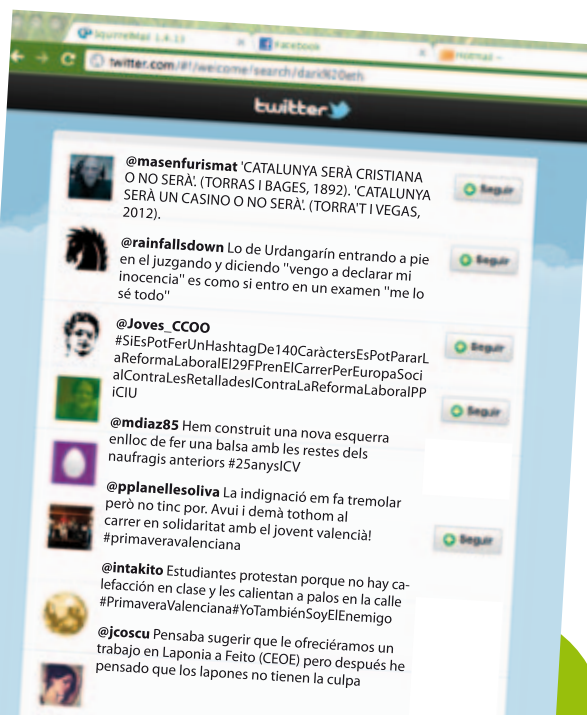 SquirrelMail 1.4.13
Facebook
Hotmail -
twitter.com/#!/welcome/search/dark%20eth
twitter
@masenfurismat 'CATALUNYA SERÀ CRISTIANA
O NO SERÀ'. (TORRAS I BAGES, 1892). 'CATALUNYA
SERÀ UN CASINO O NO SERÀ'. (TORRA'T I VEGAS,
2012).
Seguir
@rainfallsdown Lo de Urdangarín entrando a pie
en el juzgando y diciendo "vengo a declarar mi
inocencia" es como si entro en un examen "me lo
sé todo"
Seguir
@Joves_CCOO
#SiEsPotFerUnHashtagDe140CaràctersEsPotPararL
aReformaLaboralEl29FPrenElCarrerPerEuropaSoci
alContraLesRetalladesIContraLaReformaLaboralPP
iCIU
Seguir
Seguir
@mdiaz85 Hem construit una nova esquerra
enlloc de fer una balsa amb les restes dels
naufragis anteriors #25anysICV
@pplanellesoliva La indignació em fa tremolar
però no tinc por. Avui i demà tothom al
carrer en solidaritat amb el jovent valencià!
#primaveravalenciana
Seguir
@intakito Estudiantes protestan porque no hay ca-
lefacción en clase y les calientan a palos en la calle
#PrimaveraValenciana#YoTambiénSoyElEnemigo
@jcoscu Pensaba sugerir que le ofreciéramos un
trabajo en Laponia a Feito (CEOE) pero después he
pensado que los lapones no tienen la culpa